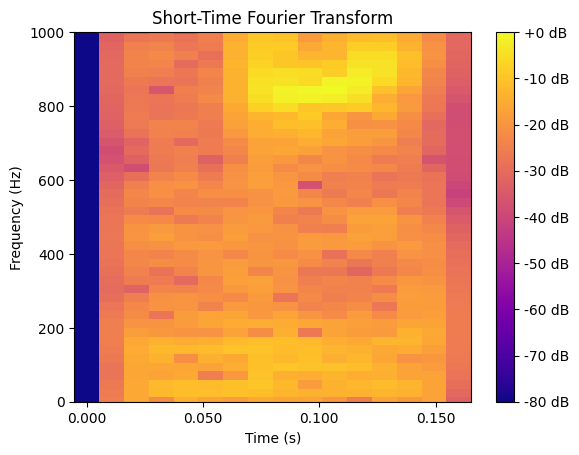 Short-Time Fourier Transform
Frequency (Hz)
1000
800
600
400
200
0
0.000
0.050
0.100
0.150
Time (s)
+0 dB
-10 dB
-20 dB
-30 dB
-40 dB
-50 dB
-60 dB
-70 dB
-80 dB